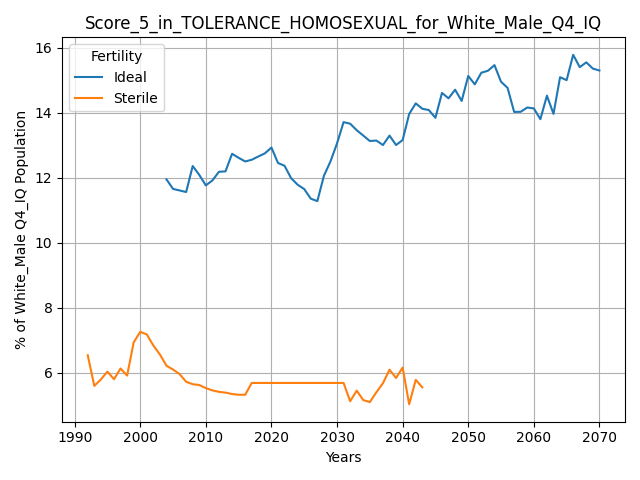 Score_5_in_TOLERANCE_HOMOSEXUAL_for_White_Male_Q4_IQ
Fertility
Ideal
Sterile
% of White_Male Q4_IQ Population
16
14
12
10
8
6
1990
2000
2010
2020
2030
2040
2050
2060
2070
Years